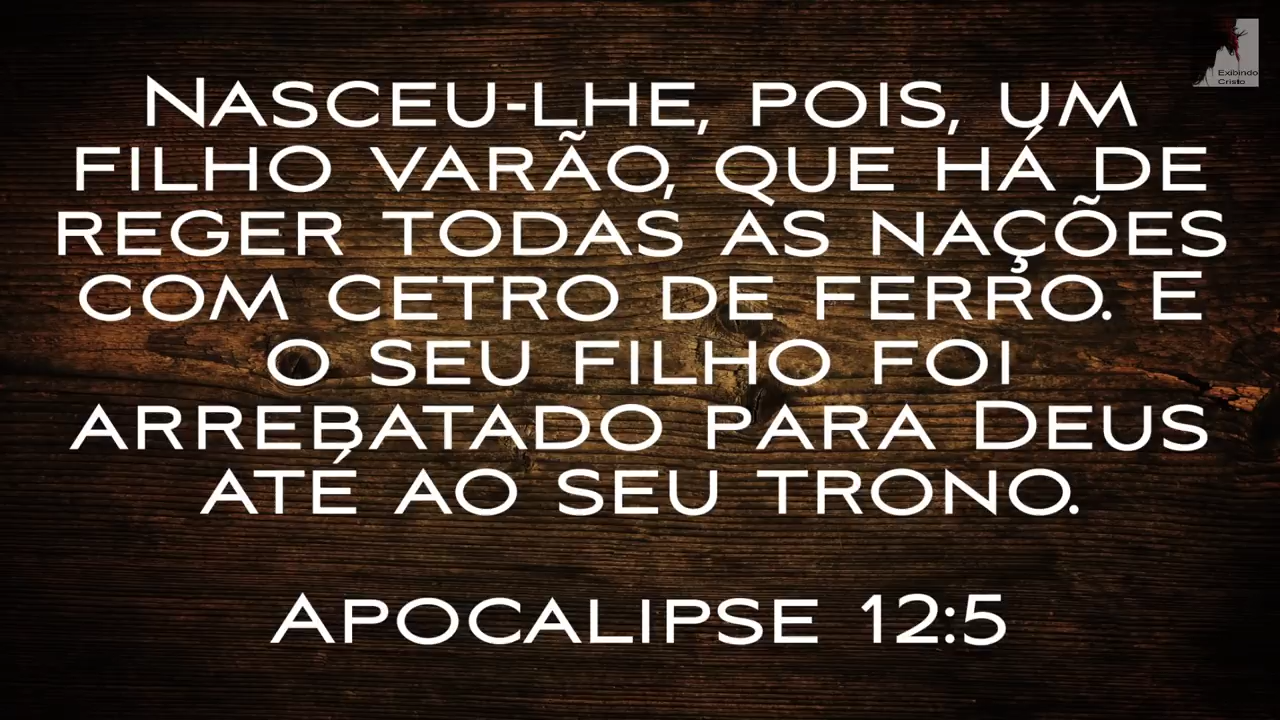 Exibindo
Cristo
Nasceu-lhe, pois, um
filho varão, que há de
reger todas as nações
com cetro de ferro. E
o seu filho foi
arrebatado para Deus
até ao seu trono.
Apocalipse 12:5